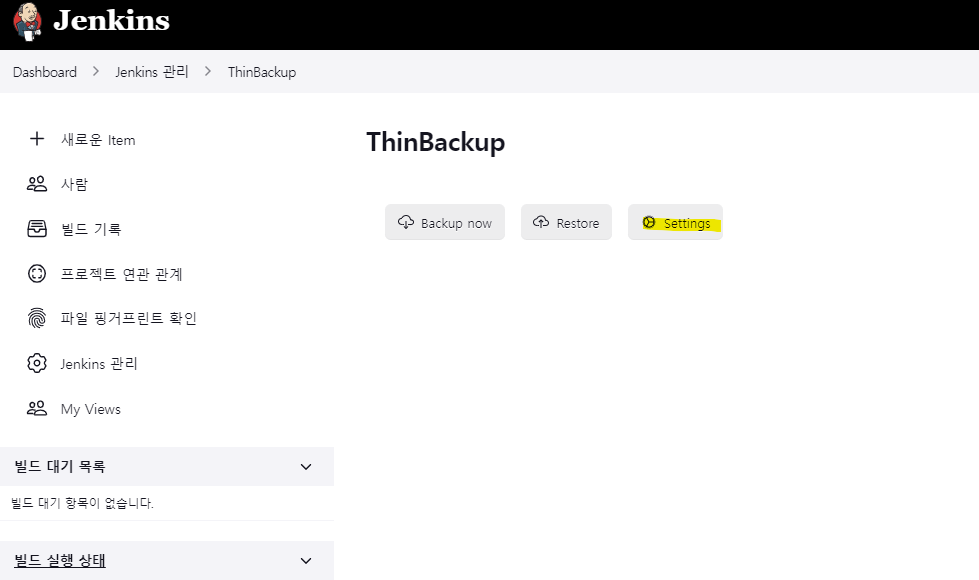 Jenkins
Dashboard > Jenkins 관리 > ThinBackup
새로운 Item
사람
빌드 기록
프로젝트 연관 관계
파일 핑거프린트 확인
Jenkins 관리
My Views
빌드 대기 목록
빌드 대기 항목이 없습니다.
빌드 실행 상태
ThinBackup
Backup now Restore Settings